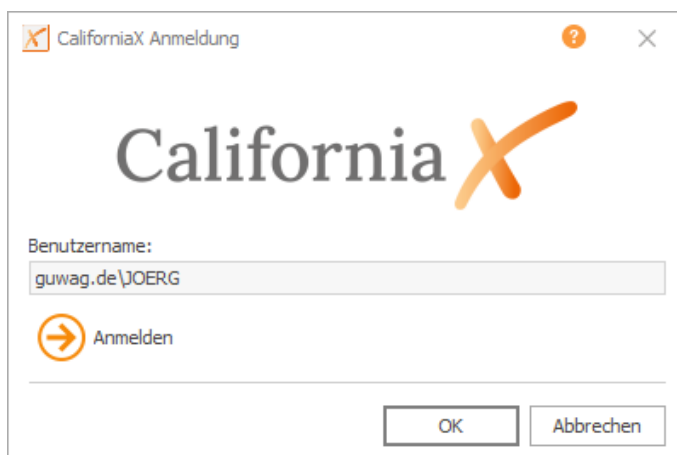 CaliforniaX Anmeldung
California X
Benutzername:
guwag.de\JOERG
Anmelden
OK
Abbrechen